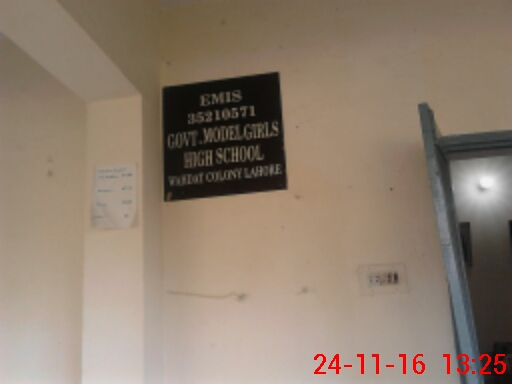 EMIS
35210571
GOVT. MODEL GIRLS
HIGH SCHOOL
WAHDAT COLONY LAHORE
24-11-16 13:25